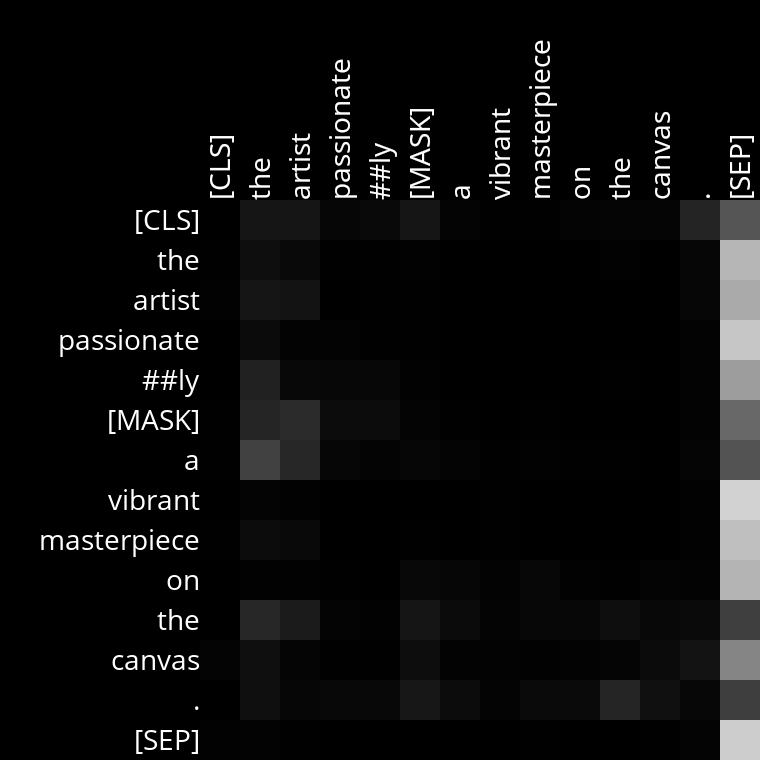 [CLS]
the
artist
passionate
##ly
[MASK]
a
vibrant
masterpiece
on
the
canvas
.
[SEP]
[CLS]
the
artist
passionate
##ly
[MASK]
a
vibrant
masterpiece
on
the
canvas
.
[SEP]